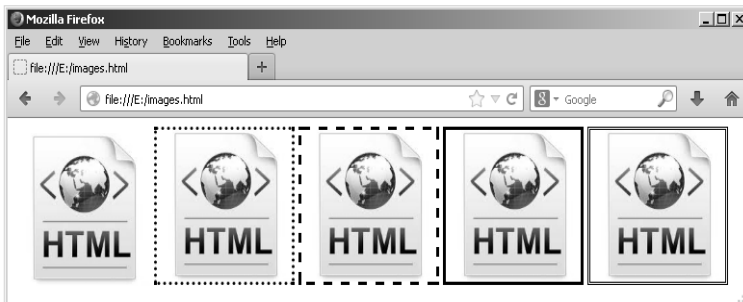 Mozilla Firefox
File Edit View History Bookmarks Tools Help
file:///E:/images.html +
file:///E:/images.html 8 Google
HTML HTML HTML HTML HTML